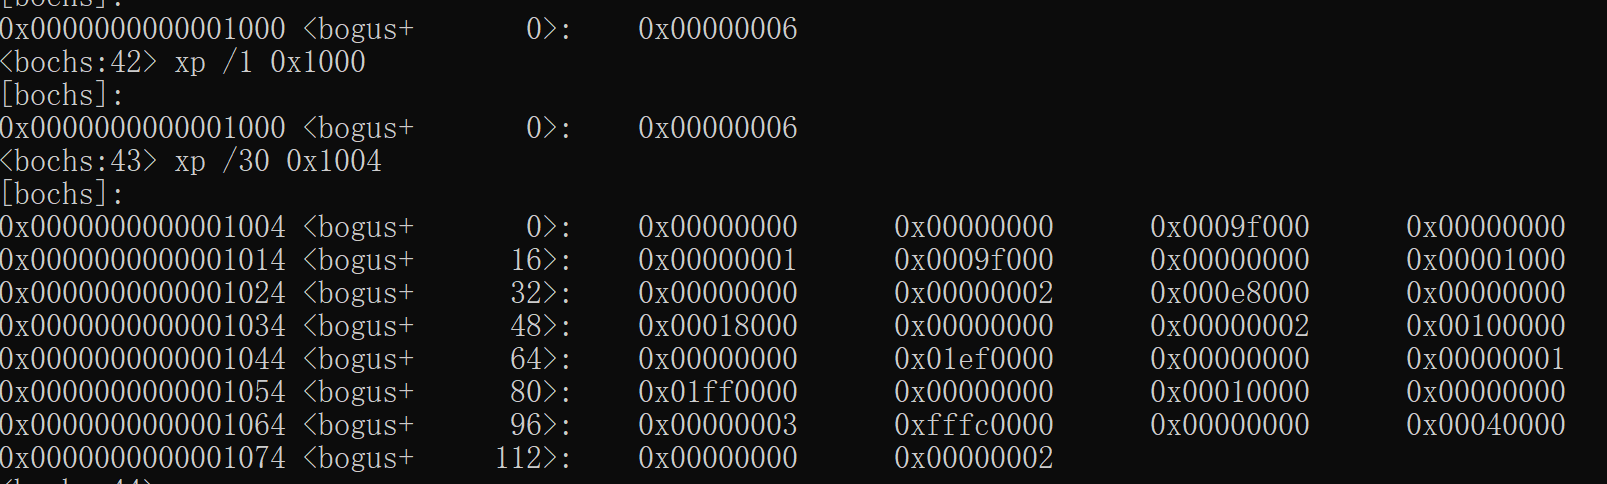 [bochs]:
0x0000000000001000 <bogus+       0>:    0x00000006
<bochs:42> xp /1 0x1000
[bochs]:
0x0000000000001000 <bogus+       0>:    0x00000006
<bochs:43> xp /30 0x1004
[bochs]:
0x0000000000001004 <bogus+       0>:    0x00000000      0x00000000      0x0009f000      0x00000000
0x0000000000001014 <bogus+      16>:    0x00000001      0x0009f000      0x00000000      0x00001000
0x0000000000001024 <bogus+      32>:    0x00000000      0x00000002      0x000e8000      0x00000000
0x0000000000001034 <bogus+      48>:    0x00018000      0x00000000      0x00000002      0x00100000
0x0000000000001044 <bogus+      64>:    0x00000000      0x01ef0000      0x00000000      0x00000001
0x0000000000001054 <bogus+      80>:    0x01ff0000      0x00000000      0x00010000      0x00000000
0x0000000000001064 <bogus+      96>:    0x00000003      0xfffc0000      0x00000000      0x00040000
0x0000000000001074 <bogus+     112>:    0x00000000      0x00000002
<bochs:44>